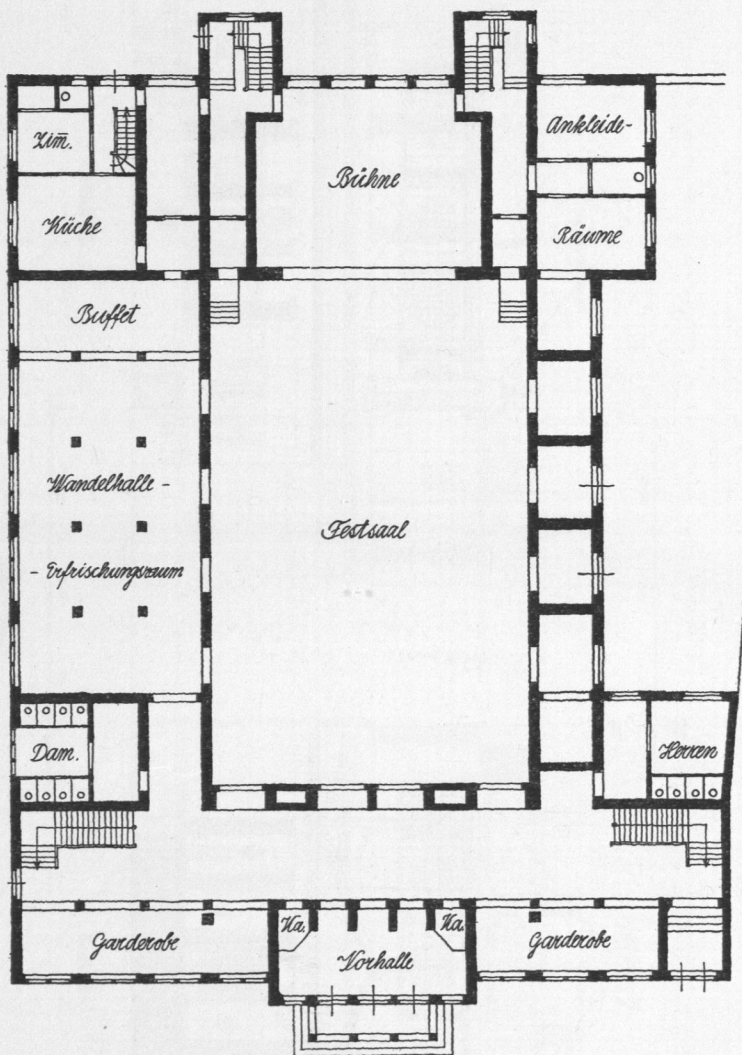 Zim̄.
Ankleide-
Bühne
Küche
Räume
Buffet
Wandelhalle -
Festsaal
- Erfrischungsraum
Dam.
Herren
Ka.
Ka
Garderobe
Garderobe
Vorhalle